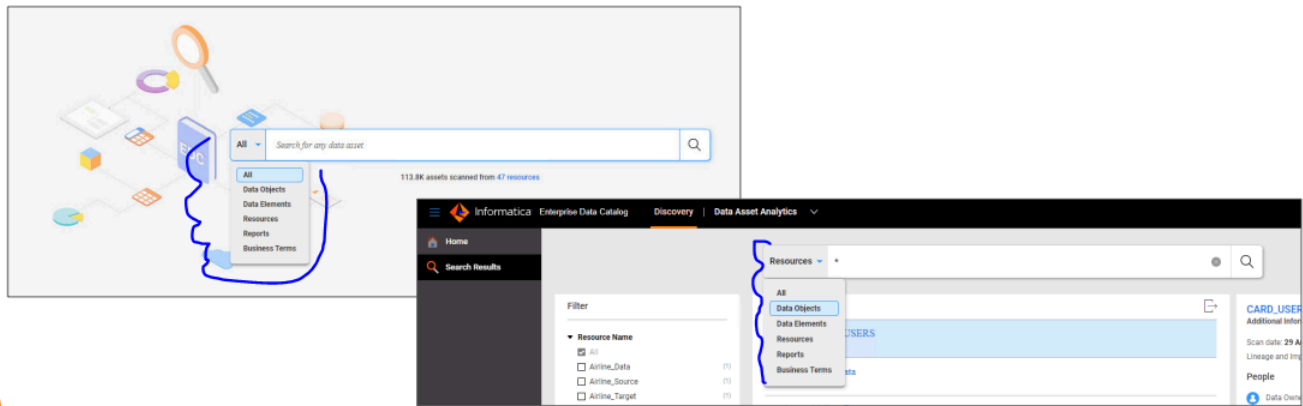 All
Search for any data asset
All
Data Objects
Data Elements
Resources
Reports
Business Terms
113.8K assets scanned from 47 resources
Informatica Enterprise Data Catalog Discovery | Data Asset Analytics
Home
Search Results
Resources *
All
Data Objects
Data Elements
Resources
Reports
Business Terms
Filter
Resource Name
All
Airline_Data (1)
Airline_Source (1)
Airline_Target (1)
USERS
CARD_USER
Additional Infor
Scan date: 29 A
Lineage and Imp
People
Data Owne